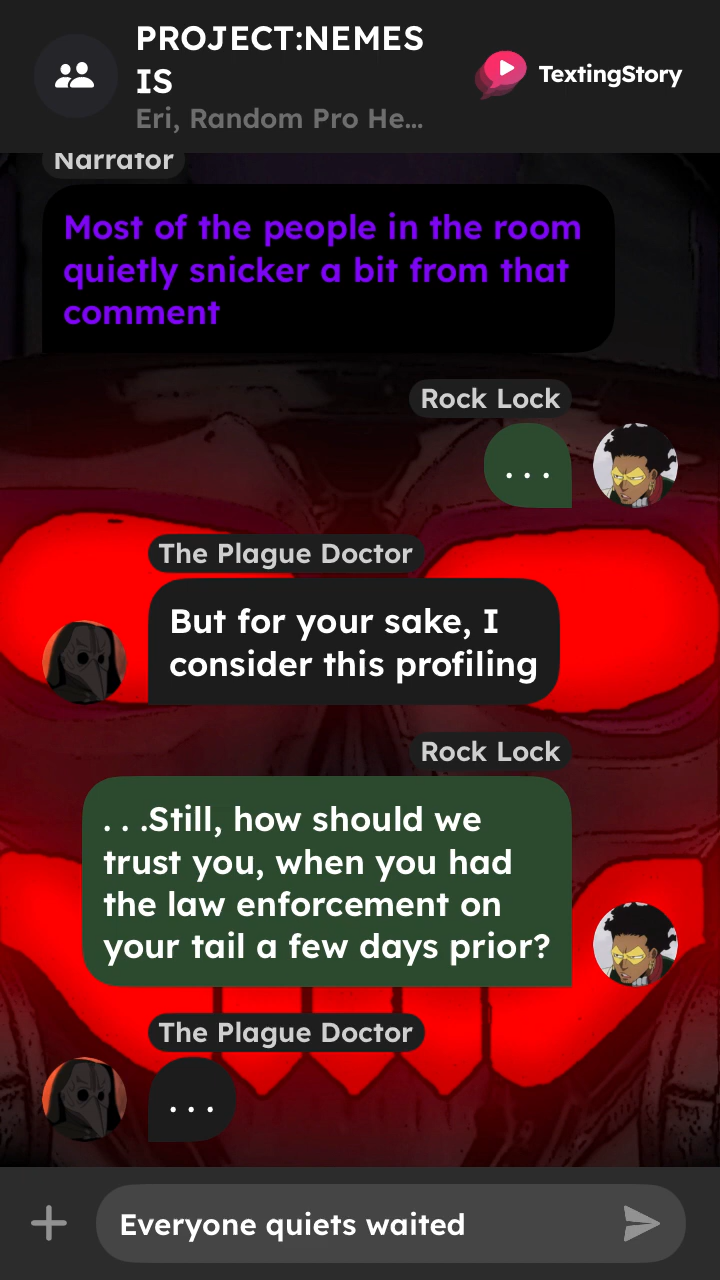 PROJECT:NEMES
IS
Eri, Random Pro He...
TextingStory
Narrator
Most of the people in the room
quietly snicker a bit from that
comment
Rock Lock
. . .
The Plague Doctor
But for your sake, I
consider this profiling
Rock Lock
. . .Still, how should we
trust you, when you had
the law enforcement on
your tail a few days prior?
The Plague Doctor
. . .
Everyone quiets waited